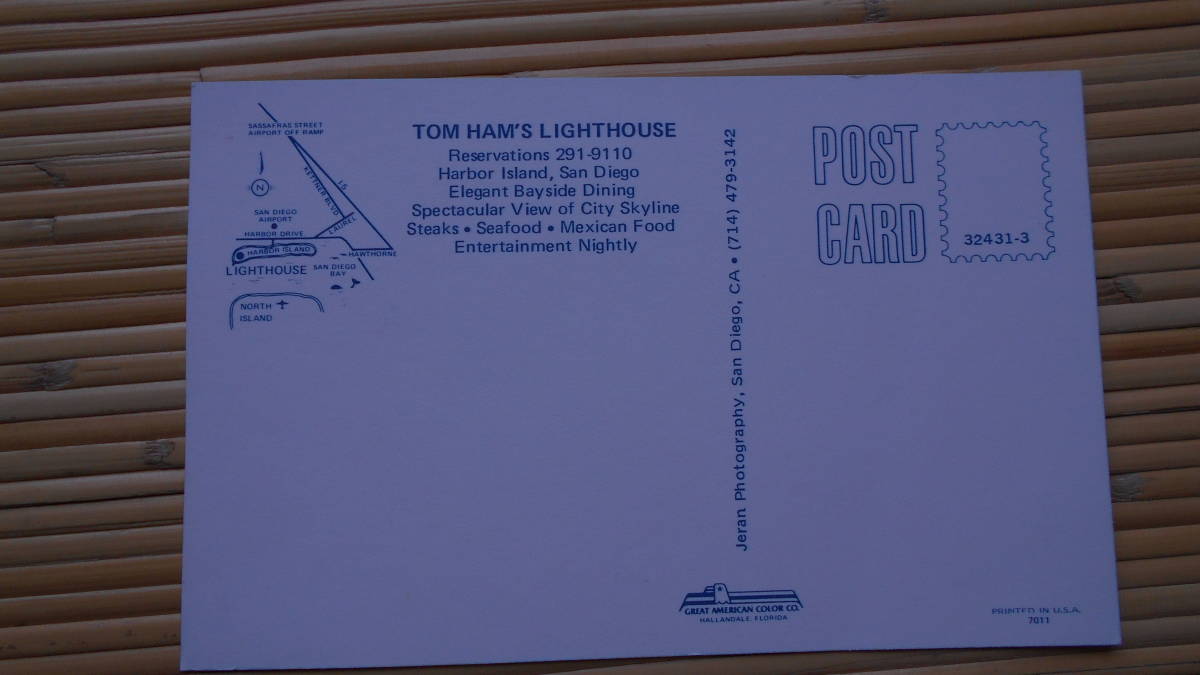 SASSAFRAS STREET
AIRPORT OFF RAMP
N
KETTNER BLVD
I-5
LAUREL
SAN DIEGO
AIRPORT
HARBOR DRIVE
HARBOR ISLAND
HAWTHORNE
LIGHTHOUSE
SAN DIEGO
BAY
NORTH
ISLAND
TOM HAM'S LIGHTHOUSE
Reservations 291-9110
Harbor Island, San Diego
Elegant Bayside Dining
Spectacular View of City Skyline
Steaks • Seafood • Mexican Food
Entertainment Nightly
Jeran Photography, San Diego, CA • (714) 479-3142
POST
CARD
32431-3
GREAT AMERICAN COLOR CO.
HALLANDALE, FLORIDA
PRINTED IN U.S.A.
7011